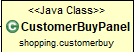 <<Java Class>>
C CustomerBuyPanel
shopping.customerbuy